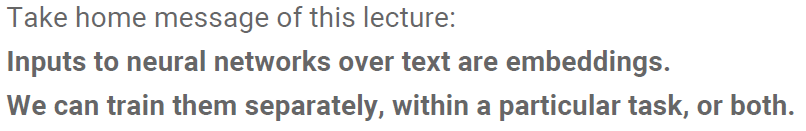 Take home message of this lecture:
Inputs to neural networks over text are embeddings.
We can train them separately, within a particular task, or both.